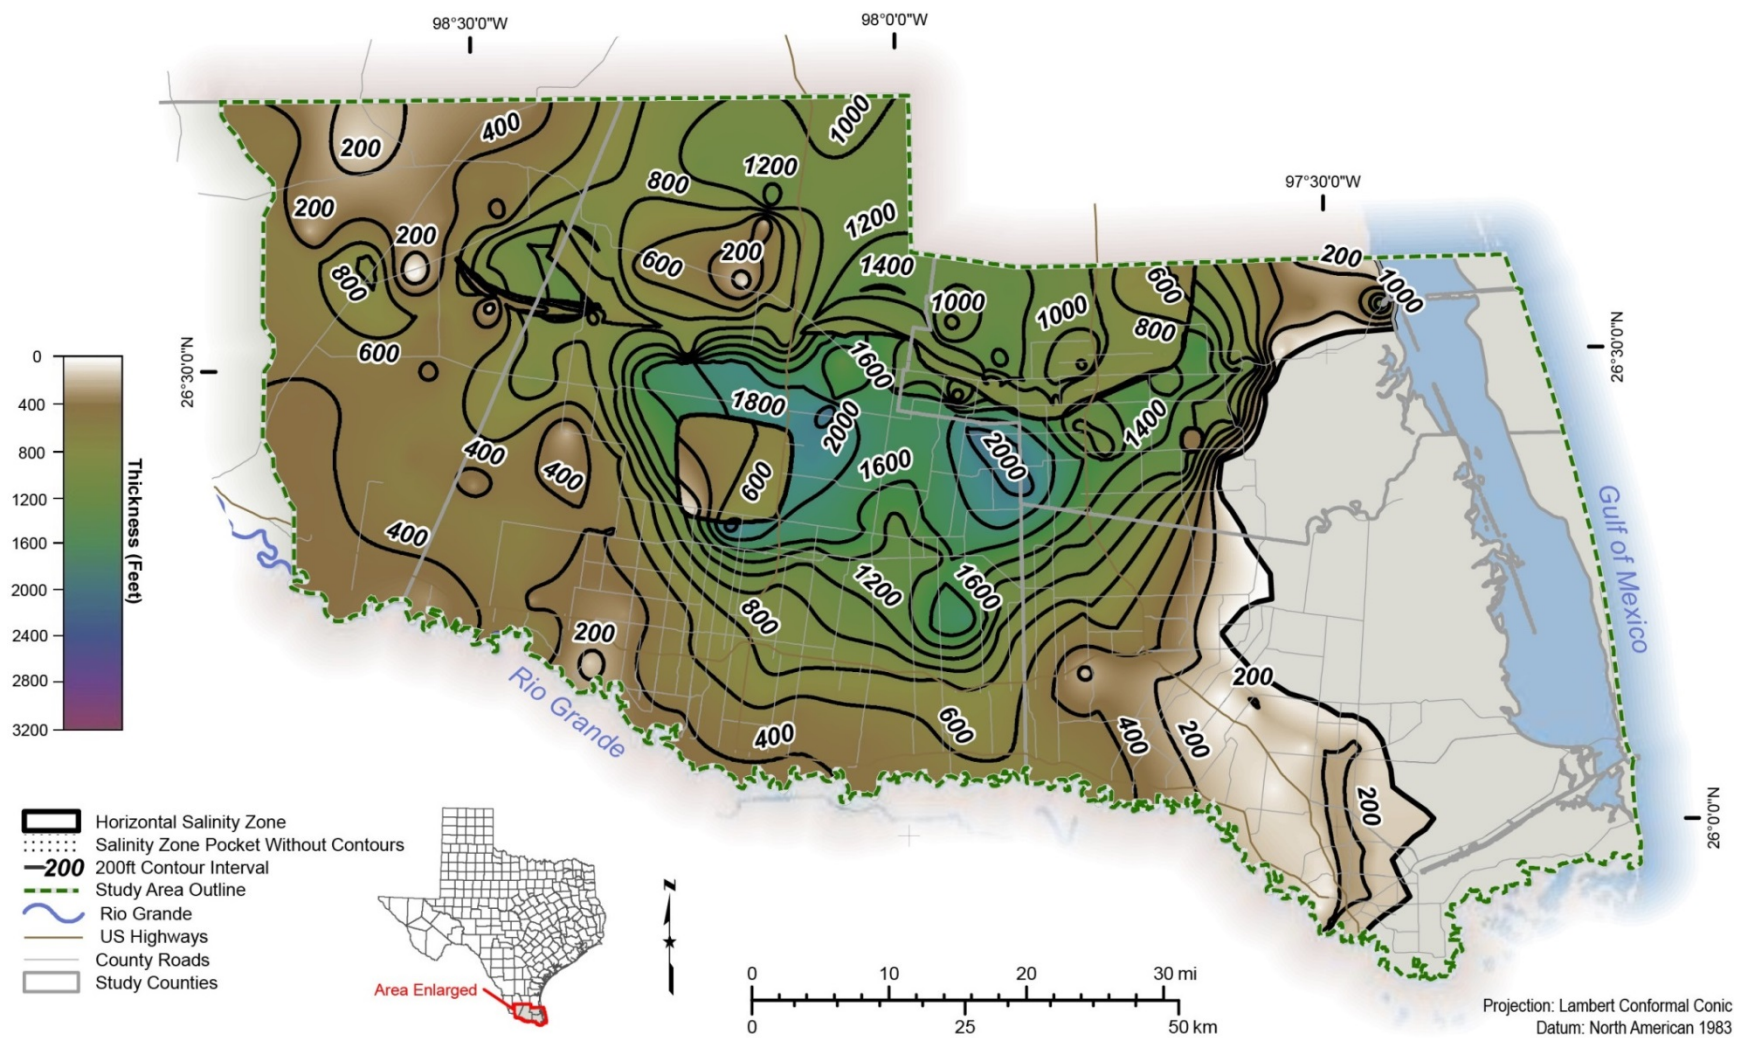 98°30'0"W
98°0'0"W
97°30'0"W
1000
400
200
1200
800
200
1200
200
200
600
1400
200
1000
600
1000
1000
800
800
600
1600
26°30'0"N
26°30'0"N
1800
2000
1400
2000
1600
400
400
600
400
1200
1600
800
200
200
600
400
400
200
200
Gulf of Mexico
Rio Grande
0
400
800
1200
1600
2000
2400
2800
3200
Thickness (Feet)
26°0'0"N
Horizontal Salinity Zone
Salinity Zone Pocket Without Contours
200 200ft Contour Interval
Study Area Outline
Rio Grande
US Highways
County Roads
Study Counties
Area Enlarged
N
0 10 20 30 mi
0 25 50 km
Projection: Lambert Conformal Conic
Datum: North American 1983